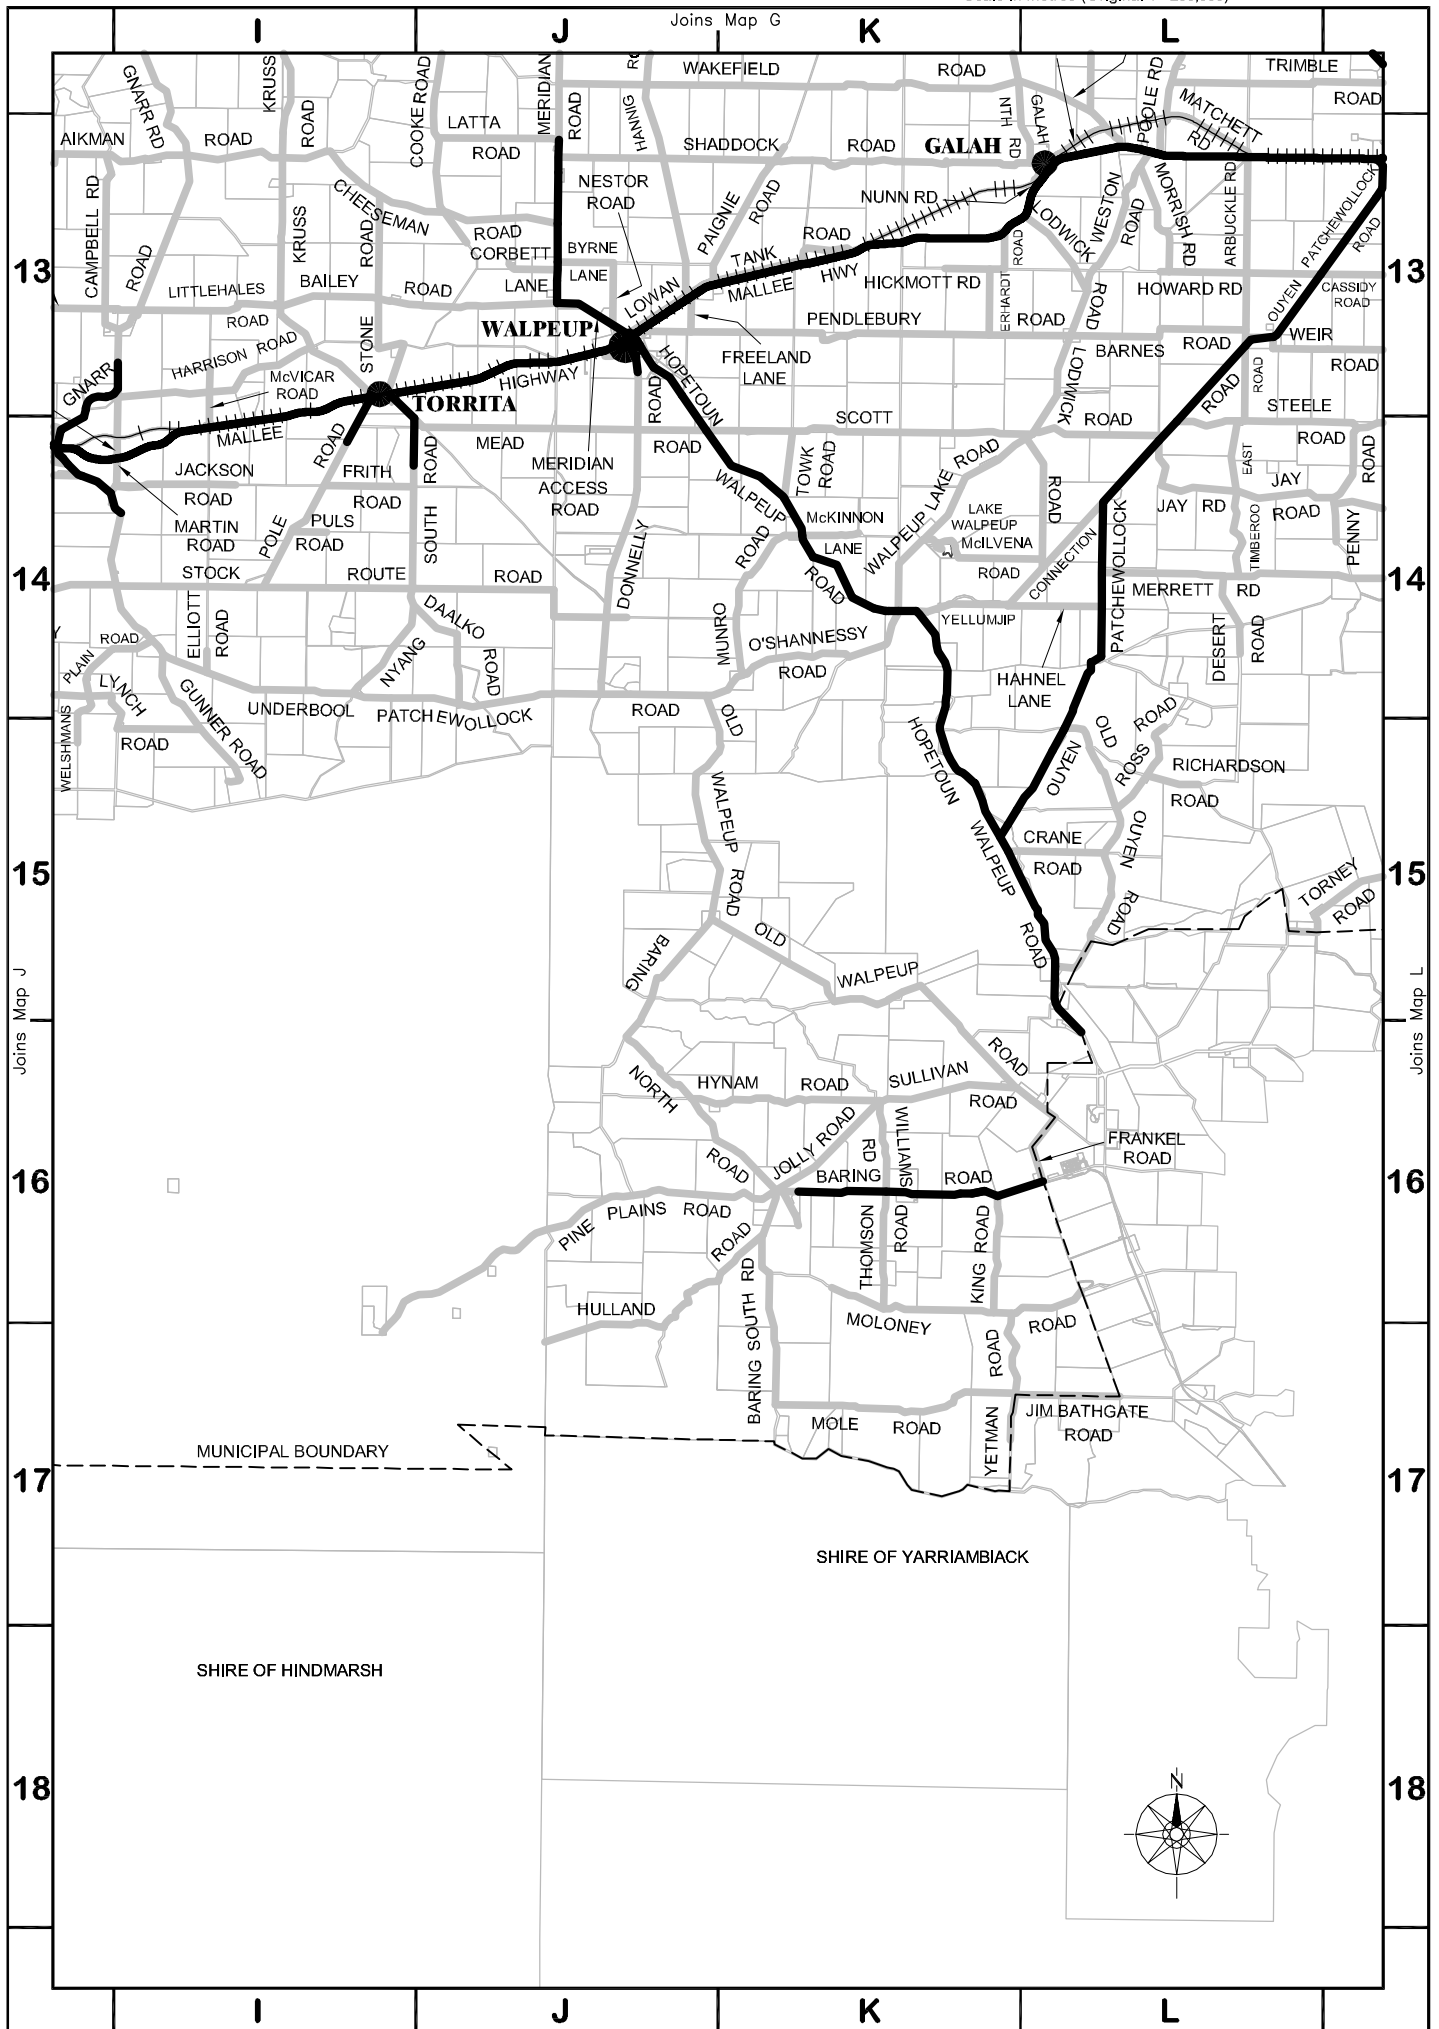 Joins Map G
I
J
K
L
GNARR RD
KRUSS
ROAD
COOKE ROAD
MERIDIAN
ROAD
HANNIG
WAKEFIELD
ROAD
NTH
RD
GALAH
POOLE RD
TRIMBLE
ROAD
AIKMAN
ROAD
LATTA
ROAD
SHADDOCK
ROAD
GALAH
MATCHETT
RD
CAMPBELL RD
ROAD
KRUSS
CHEESEMAN
ROAD
ROAD
CORBETT
LANE
NESTOR
ROAD
BYRNE
LANE
PAIGNIE
ROAD
NUNN RD
ROAD
TANK
LOWAN
MALLEE
HWY
HICKMOTT RD
ERHARDT
ROAD
LODWICK
ROAD
WESTON
ROAD
MORRISH RD
ARBUCKLE RD
PATCHEWOLLOCK
ROAD
OUYEN
13
13
LITTLEHALES
BAILEY
ROAD
ROAD
HOWARD RD
CASSIDY
ROAD
WALPEUP
PENDLEBURY
ROAD
HARRISON ROAD
STONE
McVICAR
ROAD
FREELAND
LANE
BARNES
ROAD
WEIR
ROAD
GNARR
TORRITA
HIGHWAY
HOPETOUN
ROAD
LODWICK
ROAD
ROAD
STEELE
ROAD
MALLEE
ROAD
MEAD
ROAD
SCOTT
ROAD
JACKSON
ROAD
FRITH
ROAD
ROAD
SOUTH
MERIDIAN
ACCESS
ROAD
WALPEUP
TOWK
ROAD
WALPEUP LAKE
ROAD
ROAD
EAST
JAY
ROAD
ROAD
PENNY
MARTIN
ROAD
POLE
PULS
ROAD
McKINNON
LANE
LAKE
WALPEUP
McILVENA
ROAD
CONNECTION
JAY
RD
TIMBEROO
STOCK
ROUTE
ROAD
14
14
DONNELLY
ROAD
MUNRO
ROAD
YELLUMJIP
PATCHEWOLLOCK
MERRETT
RD
DESERT
ROAD
ELLIOTT
ROAD
DAALKO
ROAD
NYANG
O'SHANNESSY
ROAD
HAHNEL
LANE
ROAD
PLAIN
LYNCH
ROAD
WELSHMANS
GUNNER ROAD
UNDERBOOL
PATCHEWOLLOCK
ROAD
OLD
WALPEUP
ROAD
HOPETOUN
WALPEUP
ROAD
OUYEN
OLD
OUYEN
ROAD
ROSS
ROAD
RICHARDSON
ROAD
CRANE
ROAD
15
15
TORNEY
ROAD
Joins Map J
Joins Map L
BARING
OLD
WALPEUP
ROAD
NORTH
ROAD
HYNAM
ROAD
SULLIVAN
ROAD
JOLLY ROAD
WILLIAMS
RD
FRANKEL
ROAD
16
16
BARING
ROAD
PINE
PLAINS
ROAD
ROAD
THOMSON
ROAD
KING ROAD
HULLAND
BARING SOUTH RD
MOLONEY
ROAD
ROAD
YETMAN
MOLE
ROAD
JIM BATHGATE
ROAD
MUNICIPAL BOUNDARY
17
17
SHIRE OF YARRIAMBIACK
SHIRE OF HINDMARSH
18
18
N
I
J
K
L